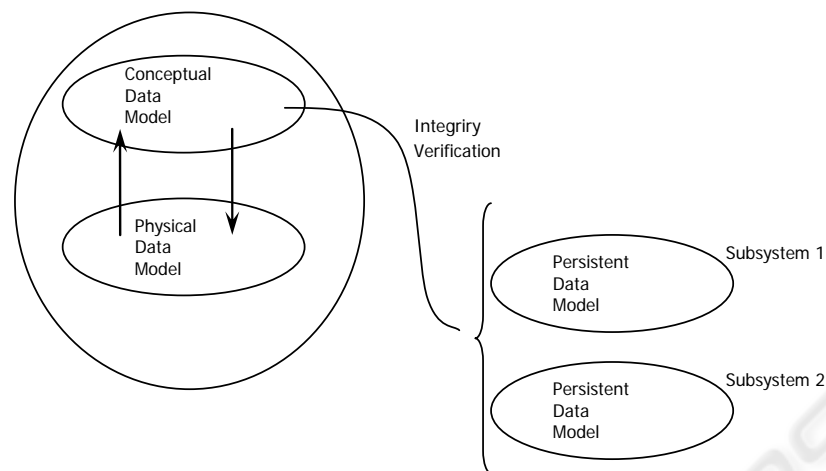 Conceptual
Data
Model
Integriry
Verification
Physical
Data
Model
Persistent
Data
Model
Subsystem 1
Persistent
Data
Model
Subsystem 2